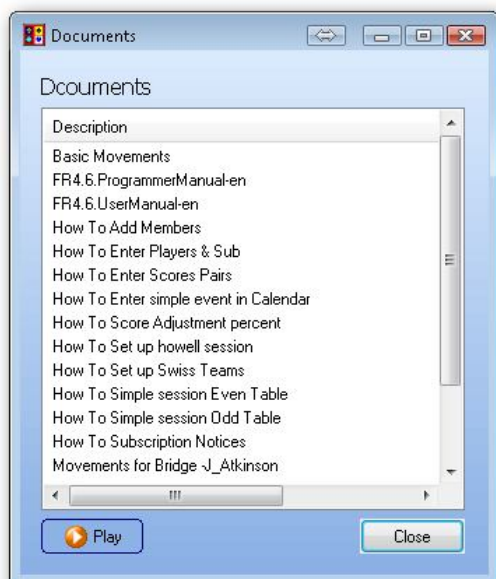 Documents
Dcouments
Description
Basic Movements
FR4.6.ProgrammerManual-en
FR4.6.UserManual-en
How To Add Members
How To Enter Players & Sub
How To Enter Scores Pairs
How To Enter simple event in Calendar
How To Score Adjustment percent
How To Set up howell session
How To Set up Swiss Teams
How To Simple session Even Table
How To Simple session Odd Table
How To Subscription Notices
Movements for Bridge -J_Atkinson
Play
Close